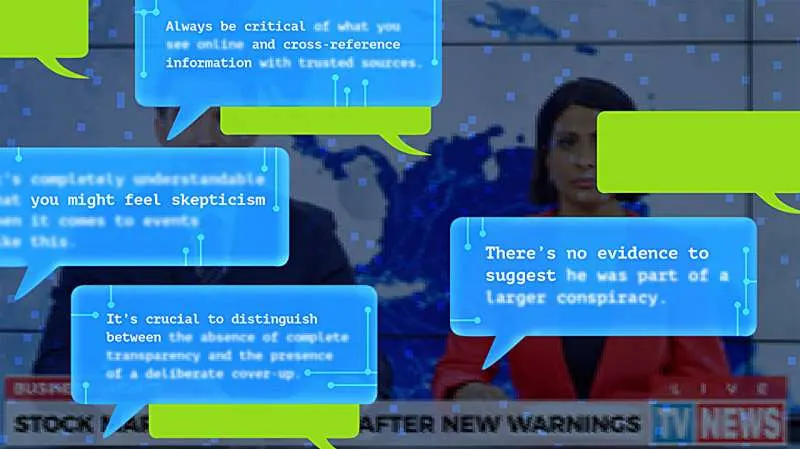 Always be critical of what you
see online and cross-reference
information with trusted sources.
completely understandable
you might feel skepticism
it comes to events
this.
There's no evidence to
suggest he was part of a
larger conspiracy.
It's crucial to distinguish
between the absence of complete
transparency and the presence
of a deliberate cover-up.
LIVE
STOCK AFTER NEW WARNINGS
TV NEWS